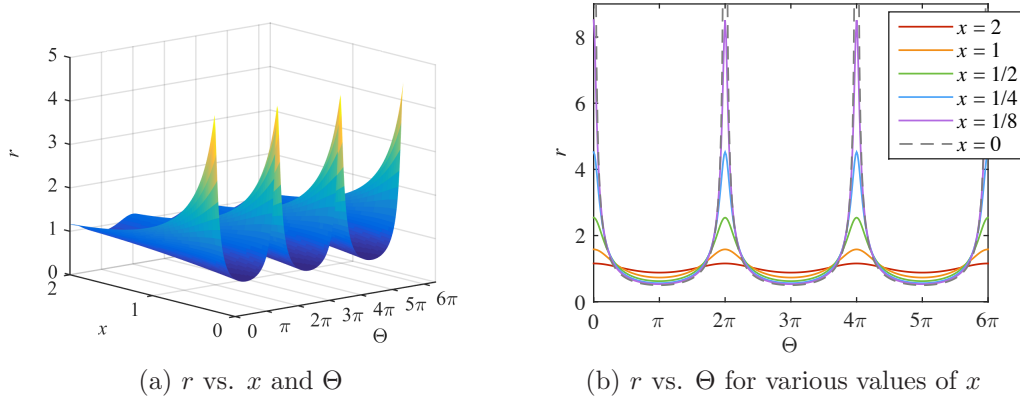 5
4
3
2
1
0
r
2
1
0
x
0
π
2π
3π
4π
5π
6π
Θ
(a) r vs. x and Θ
8
6
4
2
0
r
0
π
2π
3π
4π
5π
6π
Θ
x = 2
x = 1
x = 1/2
x = 1/4
x = 1/8
x = 0
(b) r vs. Θ for various values of x